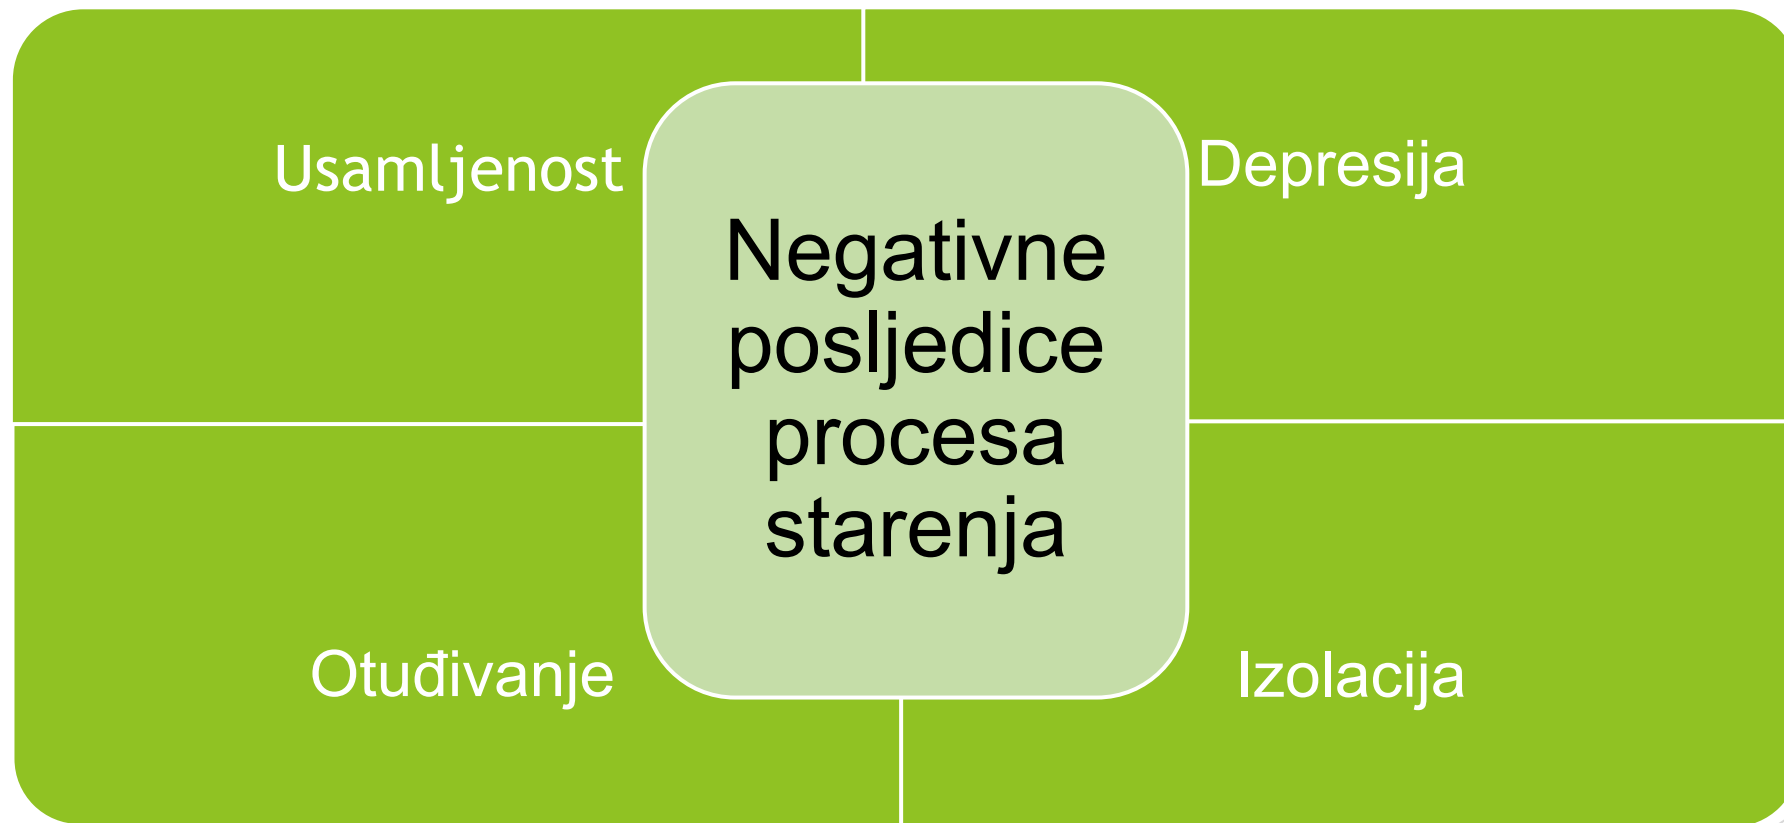 Usamljenost
Depresija
Negativne
posljedice
procesa
starenja
Otuđivanje
Izolacija